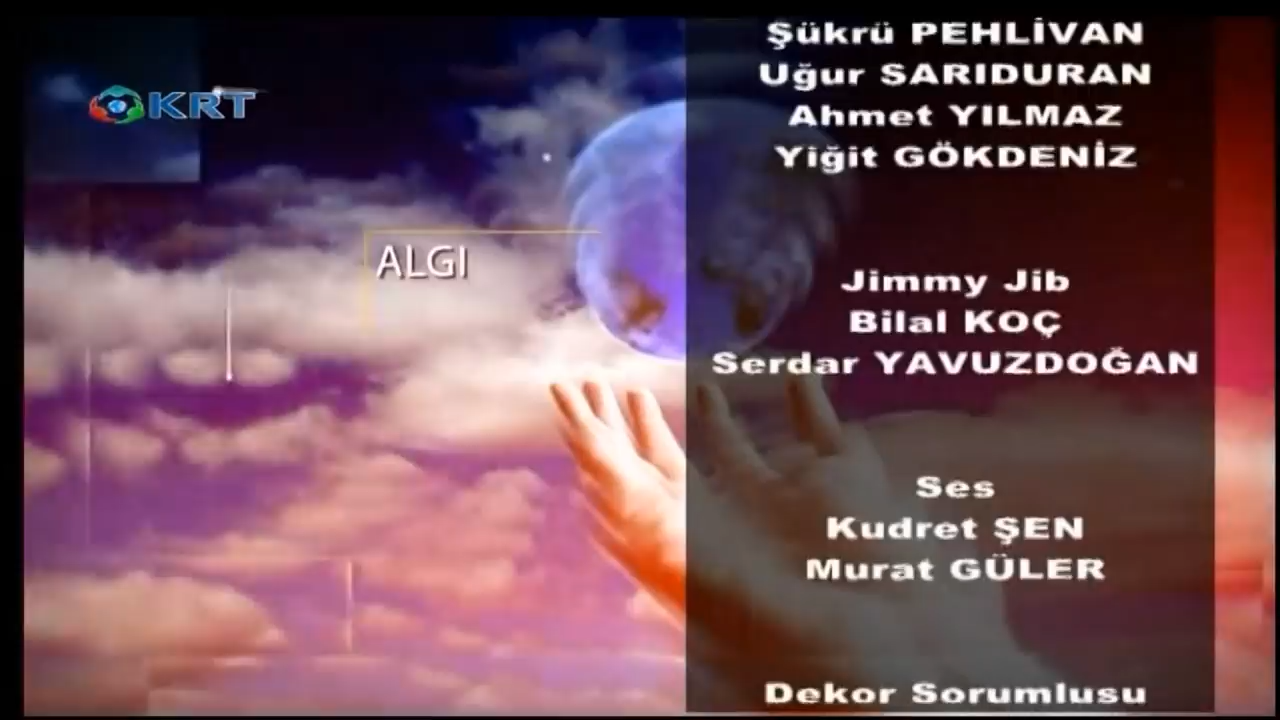 KRT
ALGI
Şükrü PEHLİVAN
Uğur SARIDURAN
Ahmet YILMAZ
Yiğit GÖKDENİZ
Jimmy Jib
Bilal KOÇ
Serdar YAVUZDOĞAN
Ses
Kudret ŞEN
Murat GÜLER
Dekor Sorumlusu